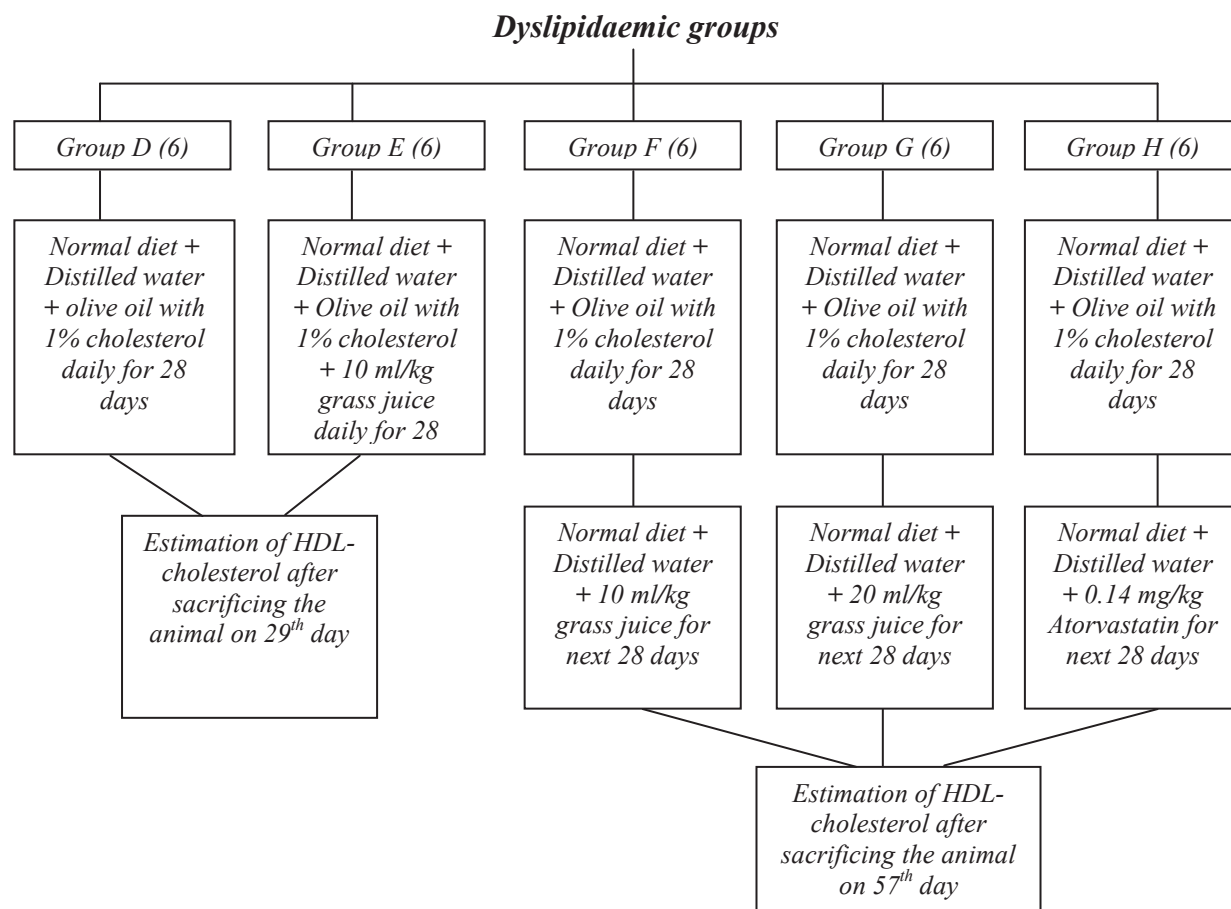 Dyslipidaemic groups
Group D (6)
Group E (6)
Group F (6)
Group G (6)
Group H (6)
Normal diet +
Distilled water
+ olive oil with
1% cholesterol
daily for 28
days
Normal diet +
Distilled water
+ Olive oil with
1% cholesterol
+ 10 ml/kg
grass juice
daily for 28
Normal diet +
Distilled water
+ Olive oil with
1% cholesterol
daily for 28
days
Normal diet +
Distilled water
+ Olive oil with
1% cholesterol
daily for 28
days
Normal diet +
Distilled water
+ Olive oil with
1% cholesterol
daily for 28
days
Estimation of HDL-
cholesterol after
sacrificing the
animal on 29th day
Normal diet +
Distilled water
+ 10 ml/kg
grass juice for
next 28 days
Normal diet +
Distilled water
+ 20 ml/kg
grass juice for
next 28 days
Normal diet +
Distilled water
+ 0.14 mg/kg
Atorvastatin for
next 28 days
Estimation of HDL-
cholesterol after
sacrificing the animal
on 57th day